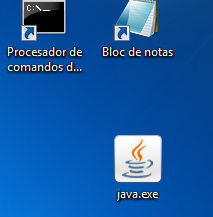 C:\_
Procesador de
comandos d...
Bloc de notas
java.exe